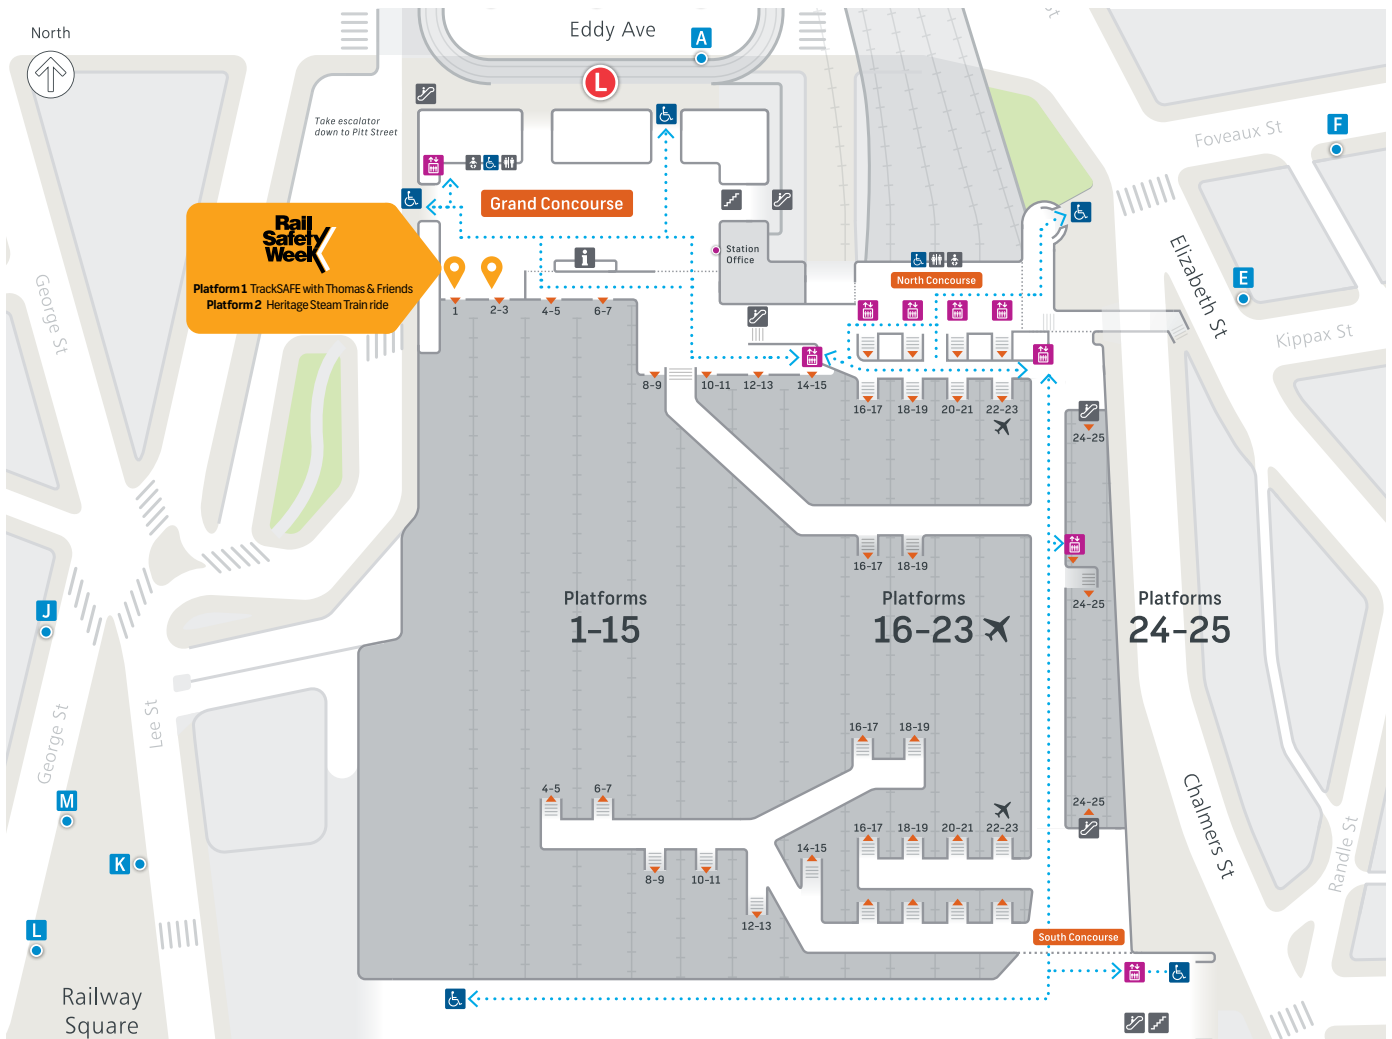 North
Eddy Ave
A
L
Take escalator
down to Pitt Street
Foveaux St
F
Grand Concourse
Rail
Safety
Week
Platform 1 TrackSAFE with Thomas & Friends
Platform 2 Heritage Steam Train ride
Station
Office
i
North Concourse
Elizabeth St
E
Kippax St
George St
1
2-3
4-5
6-7
8-9
10-11
12-13
14-15
16-17
18-19
20-21
22-23
24-25
16-17
18-19
24-25
Platforms
1-15
Platforms
16-23
Platforms
24-25
J
George St
Lee St
M
K
L
Railway
Square
16-17
18-19
4-5
6-7
8-9
10-11
12-13
14-15
16-17
18-19
20-21
22-23
24-25
Chalmers St
Randle St
South Concourse
St